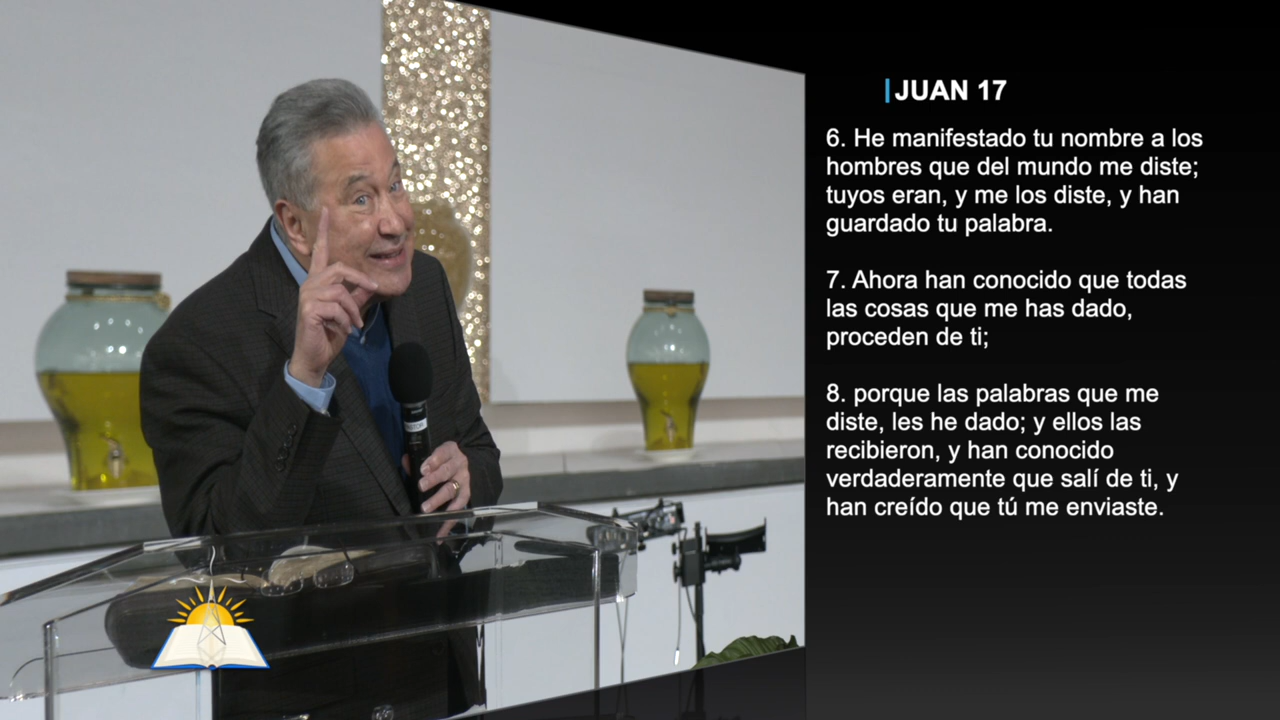 JUAN 17
6. He manifestado tu nombre a los
hombres que del mundo me diste;
tuyos eran, y me los diste, y han
guardado tu palabra.
7. Ahora han conocido que todas
las cosas que me has dado,
proceden de ti;
8. porque las palabras que me
diste, les he dado; y ellos las
recibieron, y han conocido
verdaderamente que salí de ti, y
han creído que tú me enviaste.